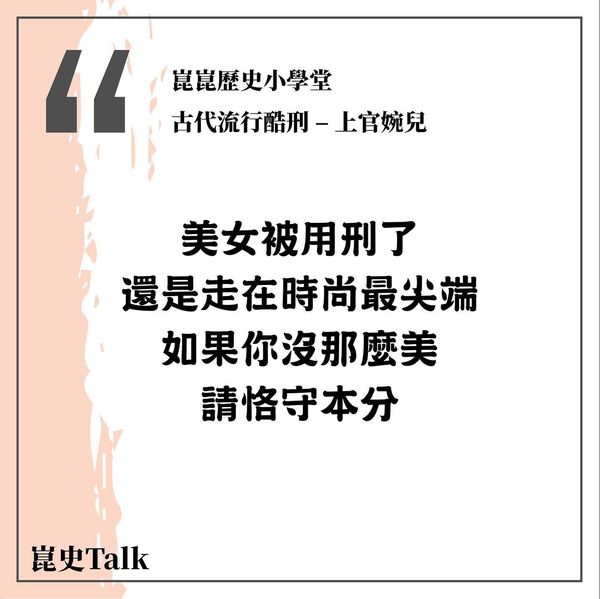 崑崑歷史小學堂
古代流行酷刑 – 上官婉兒
美女被用刑了
還是走在時尚最尖端
如果你沒那麼美
請恪守本分
崑史Talk